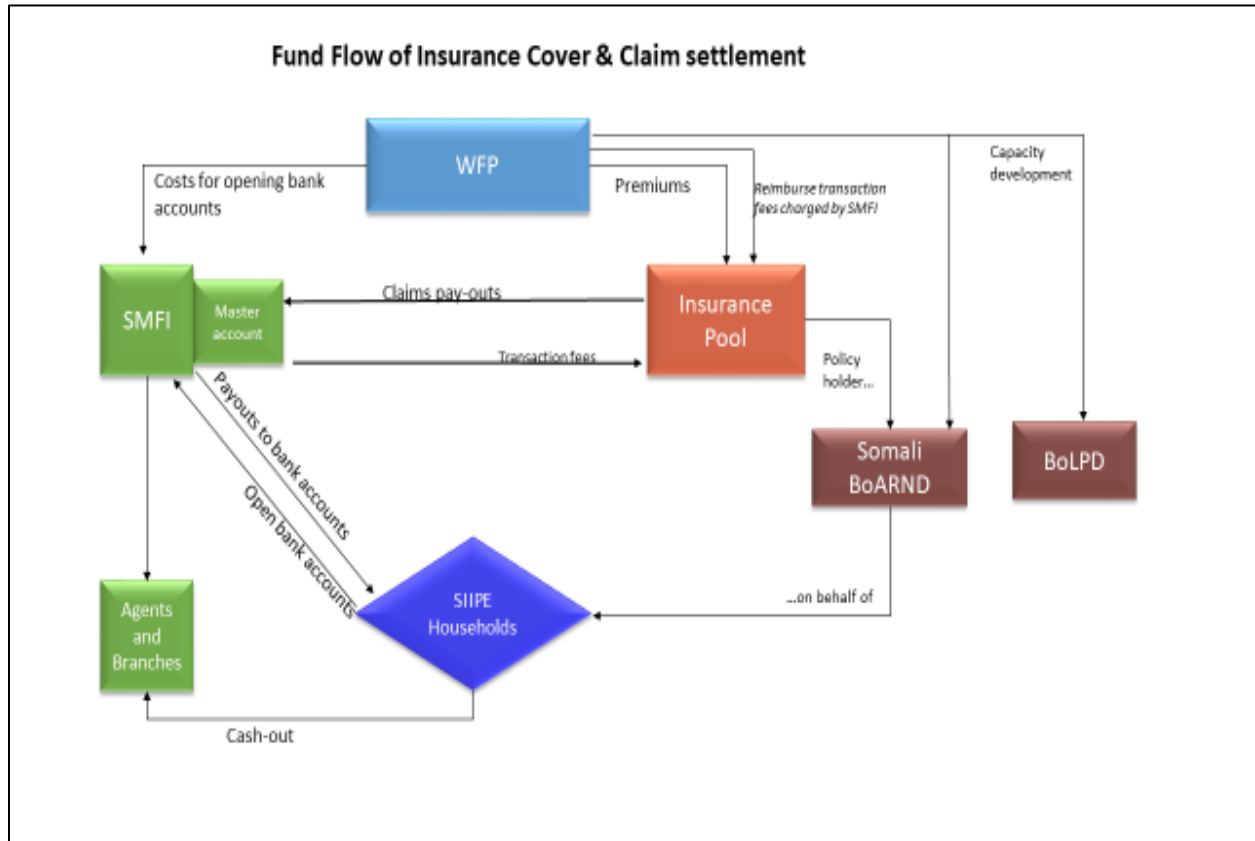 Fund Flow of Insurance Cover & Claim settlement
WFP
Costs for opening bank
accounts
Premiums
Reimburse transaction
fees charged by SMFI
Capacity
development
SMFI
Master
account
Claims pay-outs
Insurance
Pool
Transaction fees
Policy
holder...
Payouts to bank accounts
Open bank accounts
Somali
BoARND
BoLPD
SIIPE
Households
...on behalf of
Agents
and
Branches
Cash-out